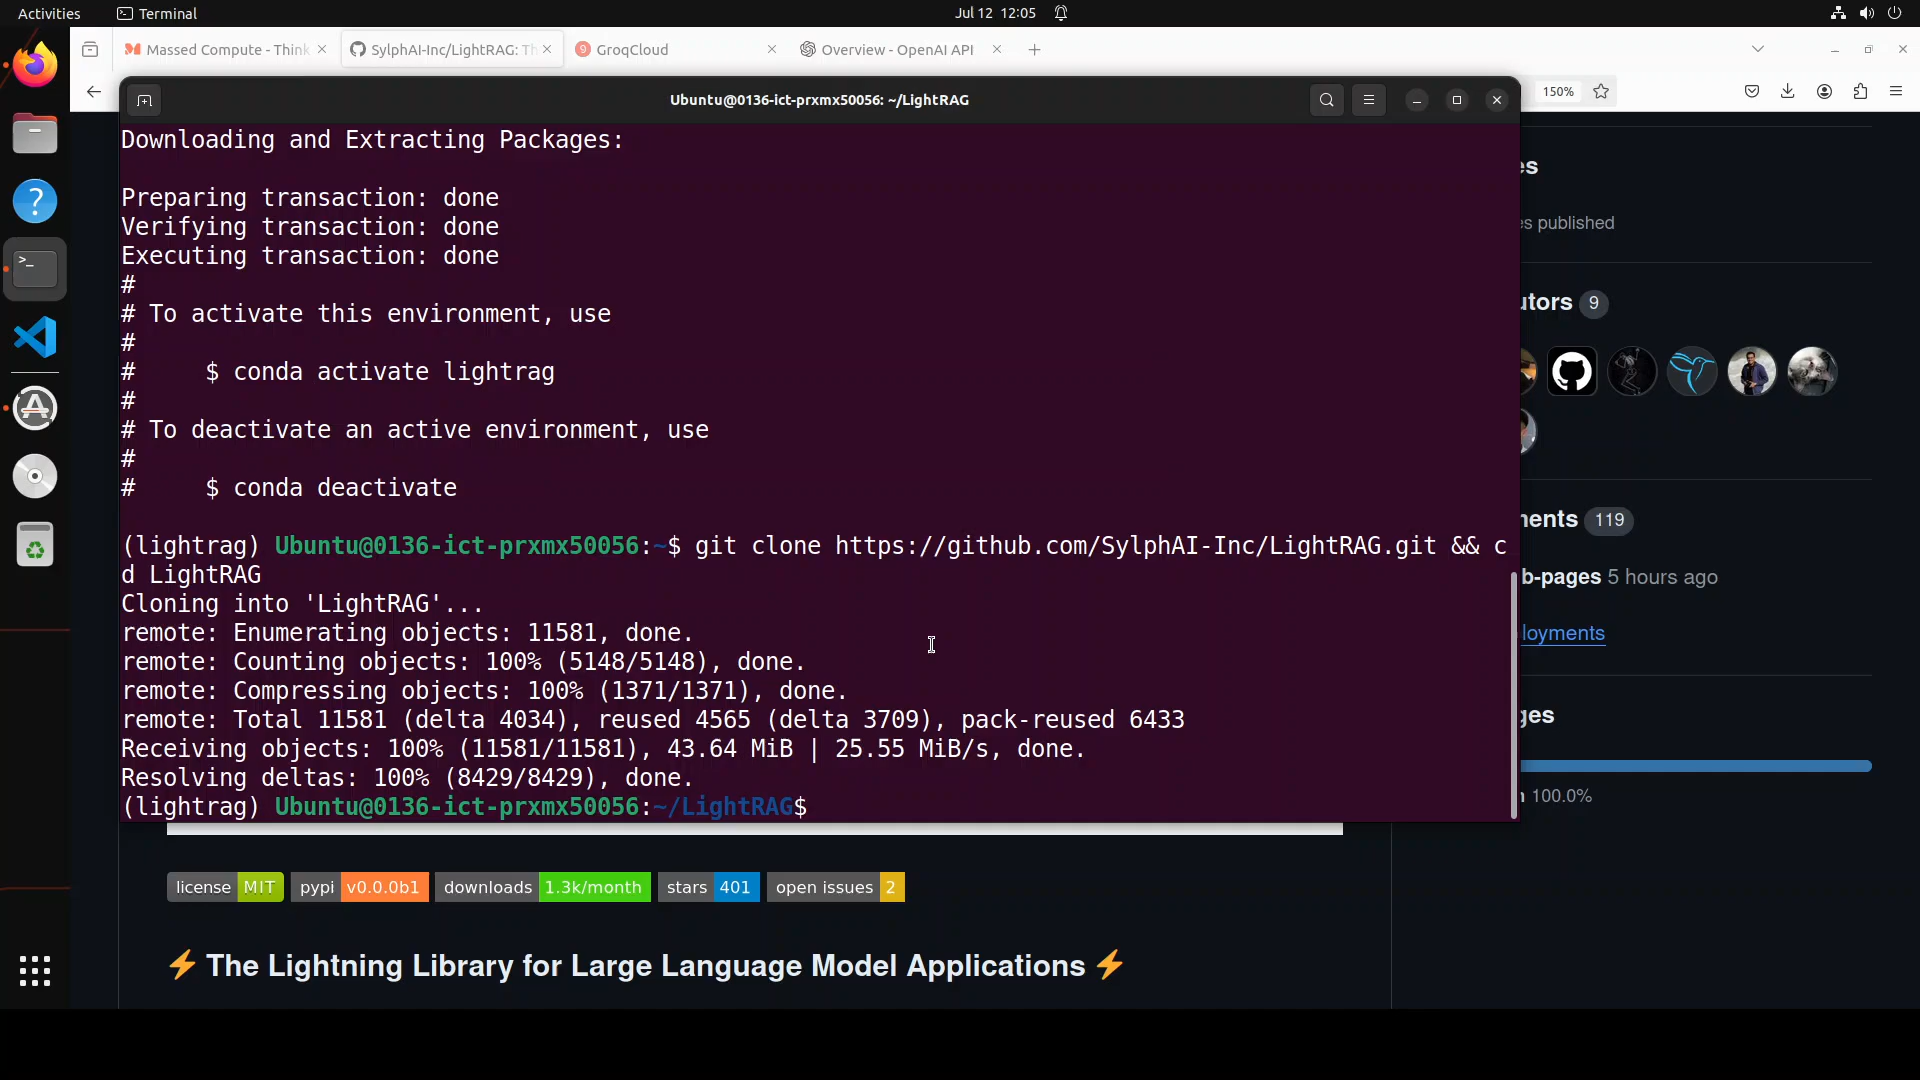 Activities
Terminal
Jul 12 12:05
Massed Compute - Think
SylphAI-Inc/LightRAG: Th
GroqCloud
Overview - OpenAI API
150%
Ubuntu@0136-ict-prxmx50056: ~/LightRAG
Downloading and Extracting Packages:
Preparing transaction: done
Verifying transaction: done
Executing transaction: done
#
# To activate this environment, use
#
#     $ conda activate lightrag
#
# To deactivate an active environment, use
#
#     $ conda deactivate
(lightrag) Ubuntu@0136-ict-prxmx50056:~$ git clone https://github.com/SylphAI-Inc/LightRAG.git && c
d LightRAG
Cloning into 'LightRAG'...
remote: Enumerating objects: 11581, done.
remote: Counting objects: 100% (5148/5148), done.
remote: Compressing objects: 100% (1371/1371), done.
remote: Total 11581 (delta 4034), reused 4565 (delta 3709), pack-reused 6433
Receiving objects: 100% (11581/11581), 43.64 MiB | 25.55 MiB/s, done.
Resolving deltas: 100% (8429/8429), done.
(lightrag) Ubuntu@0136-ict-prxmx50056:~/LightRAG$
es
es published
utors 9
ments 119
b-pages 5 hours ago
loyments
ges
100.0%
license MIT
pypi v0.0.0b1
downloads 1.3k/month
stars 401
open issues 2
⚡ The Lightning Library for Large Language Model Applications ⚡